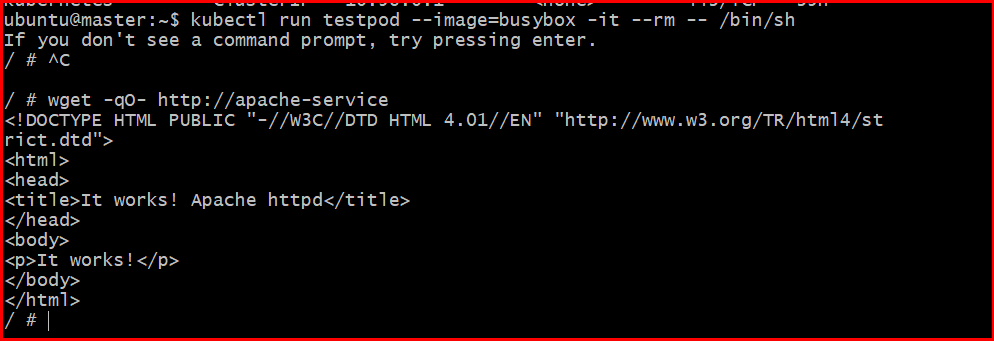 ubuntu@master:~$ kubectl run testpod --image=busybox -it --rm -- /bin/sh
If you don't see a command prompt, try pressing enter.
/ # ^C
/ # wget -qO- http://apache-service
<!DOCTYPE HTML PUBLIC "-//W3C//DTD HTML 4.01//EN" "http://www.w3.org/TR/html4/st
rict.dtd">
<html>
<head>
<title>It works! Apache httpd</title>
</head>
<body>
<p>It works!</p>
</body>
</html>
/ #